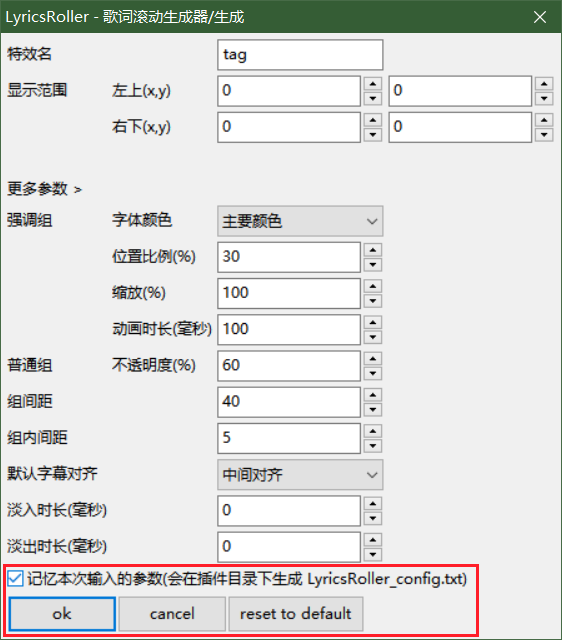 LyricsRoller - 歌词滚动生成器/生成
特效名 tag
显示范围 左上(x,y) 0 0
右下(x,y) 0 0
更多参数 >
强调组 字体颜色 主要颜色
位置比例(%) 30
缩放(%) 100
动画时长(毫秒) 100
普通组 不透明度(%) 60
组间距 40
组内间距 5
默认字幕对齐 中间对齐
淡入时长(毫秒) 0
淡出时长(毫秒) 0
记忆本次输入的参数(会在插件目录下生成 LyricsRoller_config.txt)
ok cancel reset to default